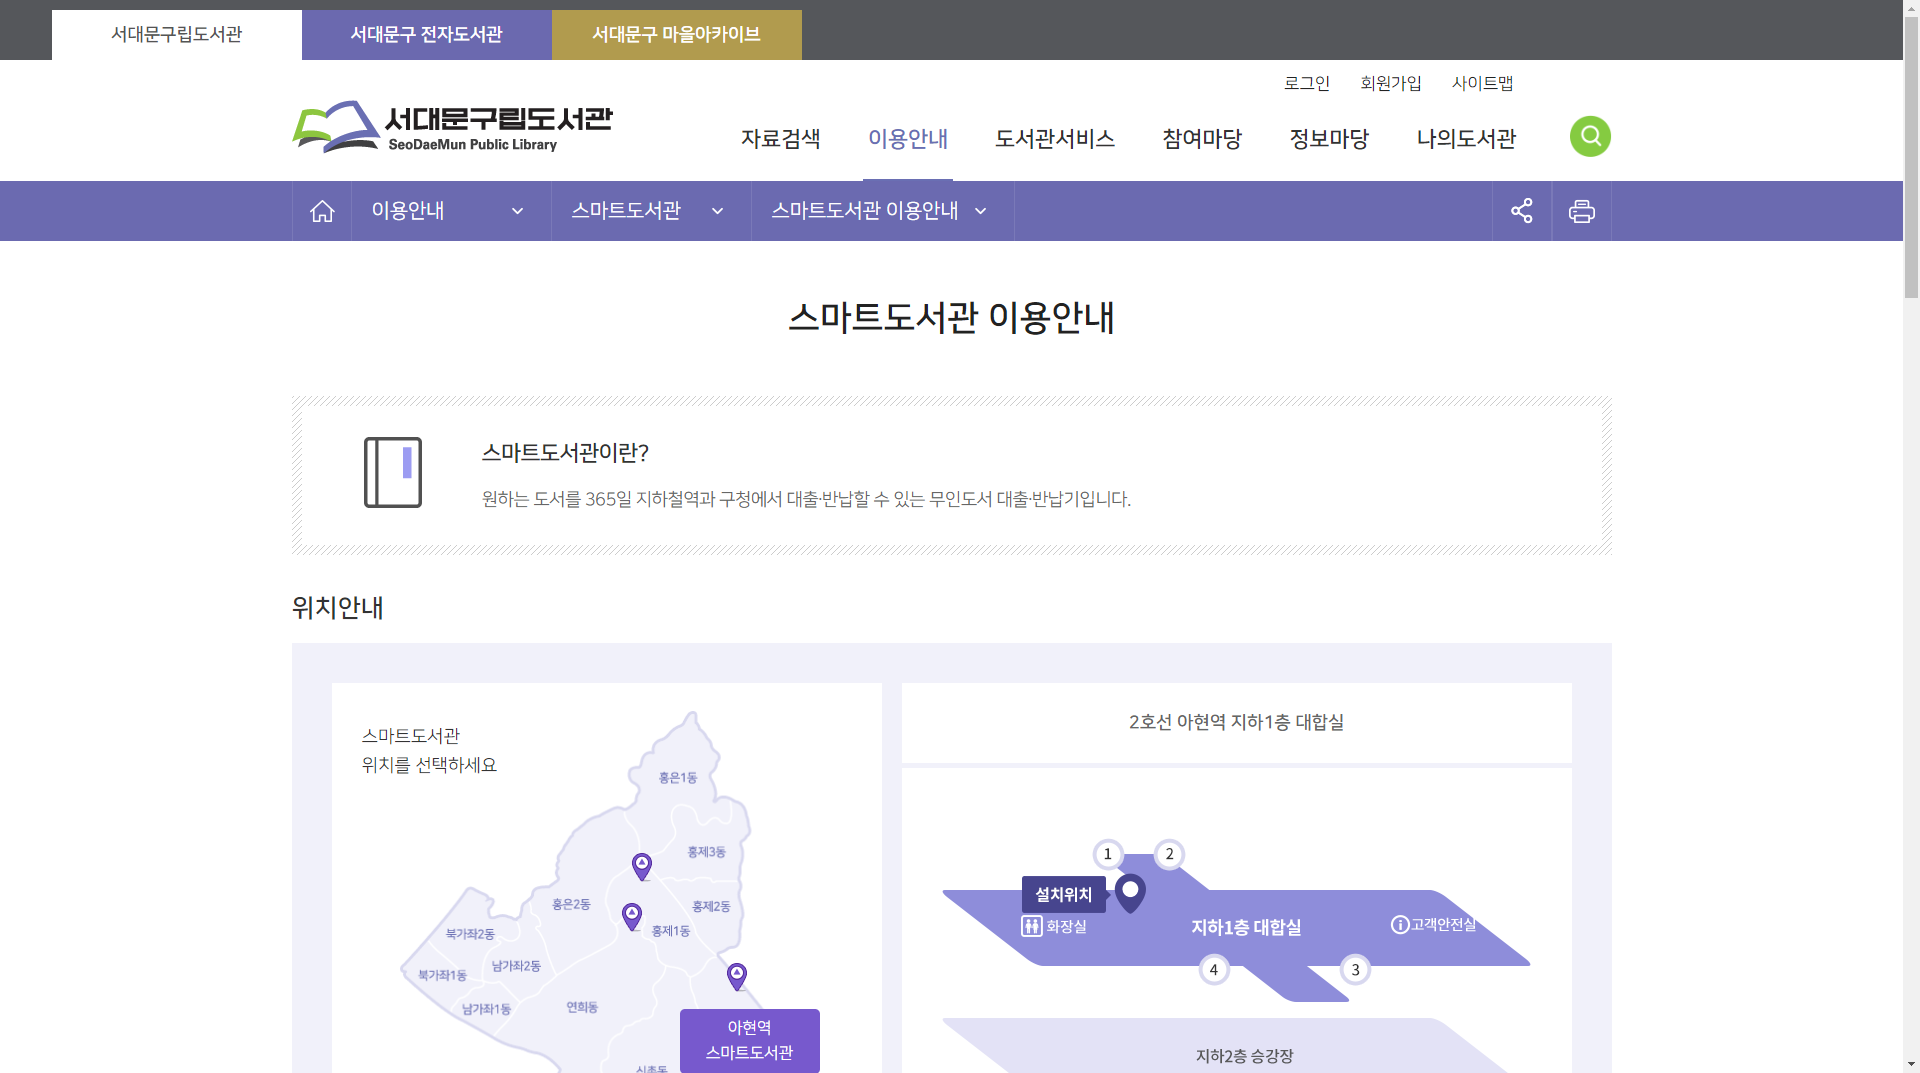 서대문구립도서관
서대문구 전자도서관
서대문구 마을아카이브
로그인
회원가입
사이트맵
서대문구립도서관
SeoDaeMun Public Library
자료검색
이용안내
도서관서비스
참여마당
정보마당
나의도서관
이용안내
스마트도서관
스마트도서관 이용안내
스마트도서관 이용안내
스마트도서관이란?
원하는 도서를 365일 지하철역과 구청에서 대출·반납할 수 있는 무인도서 대출·반납기입니다.
위치안내
스마트도서관
위치를 선택하세요
홍은1동
홍제3동
홍은2동
홍제2동
홍제1동
북가좌2동
남가좌2동
북가좌1동
남가좌1동
연희동
신촌동
아현역
스마트도서관
2호선 아현역 지하1층 대합실
1
2
설치위치
화장실
지하1층 대합실
고객안전실
4
3
지하2층 승강장